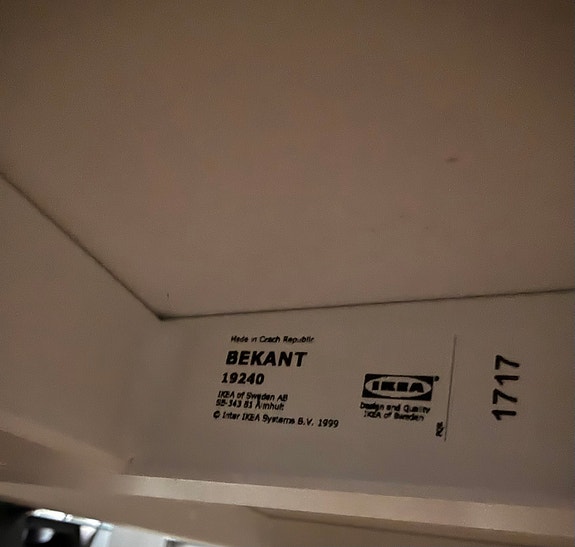 Made in Czech Republic
BEKANT
19240
IKEA of Sweden AB
SE-343 81 Älmhult
© Inter IKEA Systems B.V. 1999
IKEA®
Design and Quality
IKEA of Sweden
1717